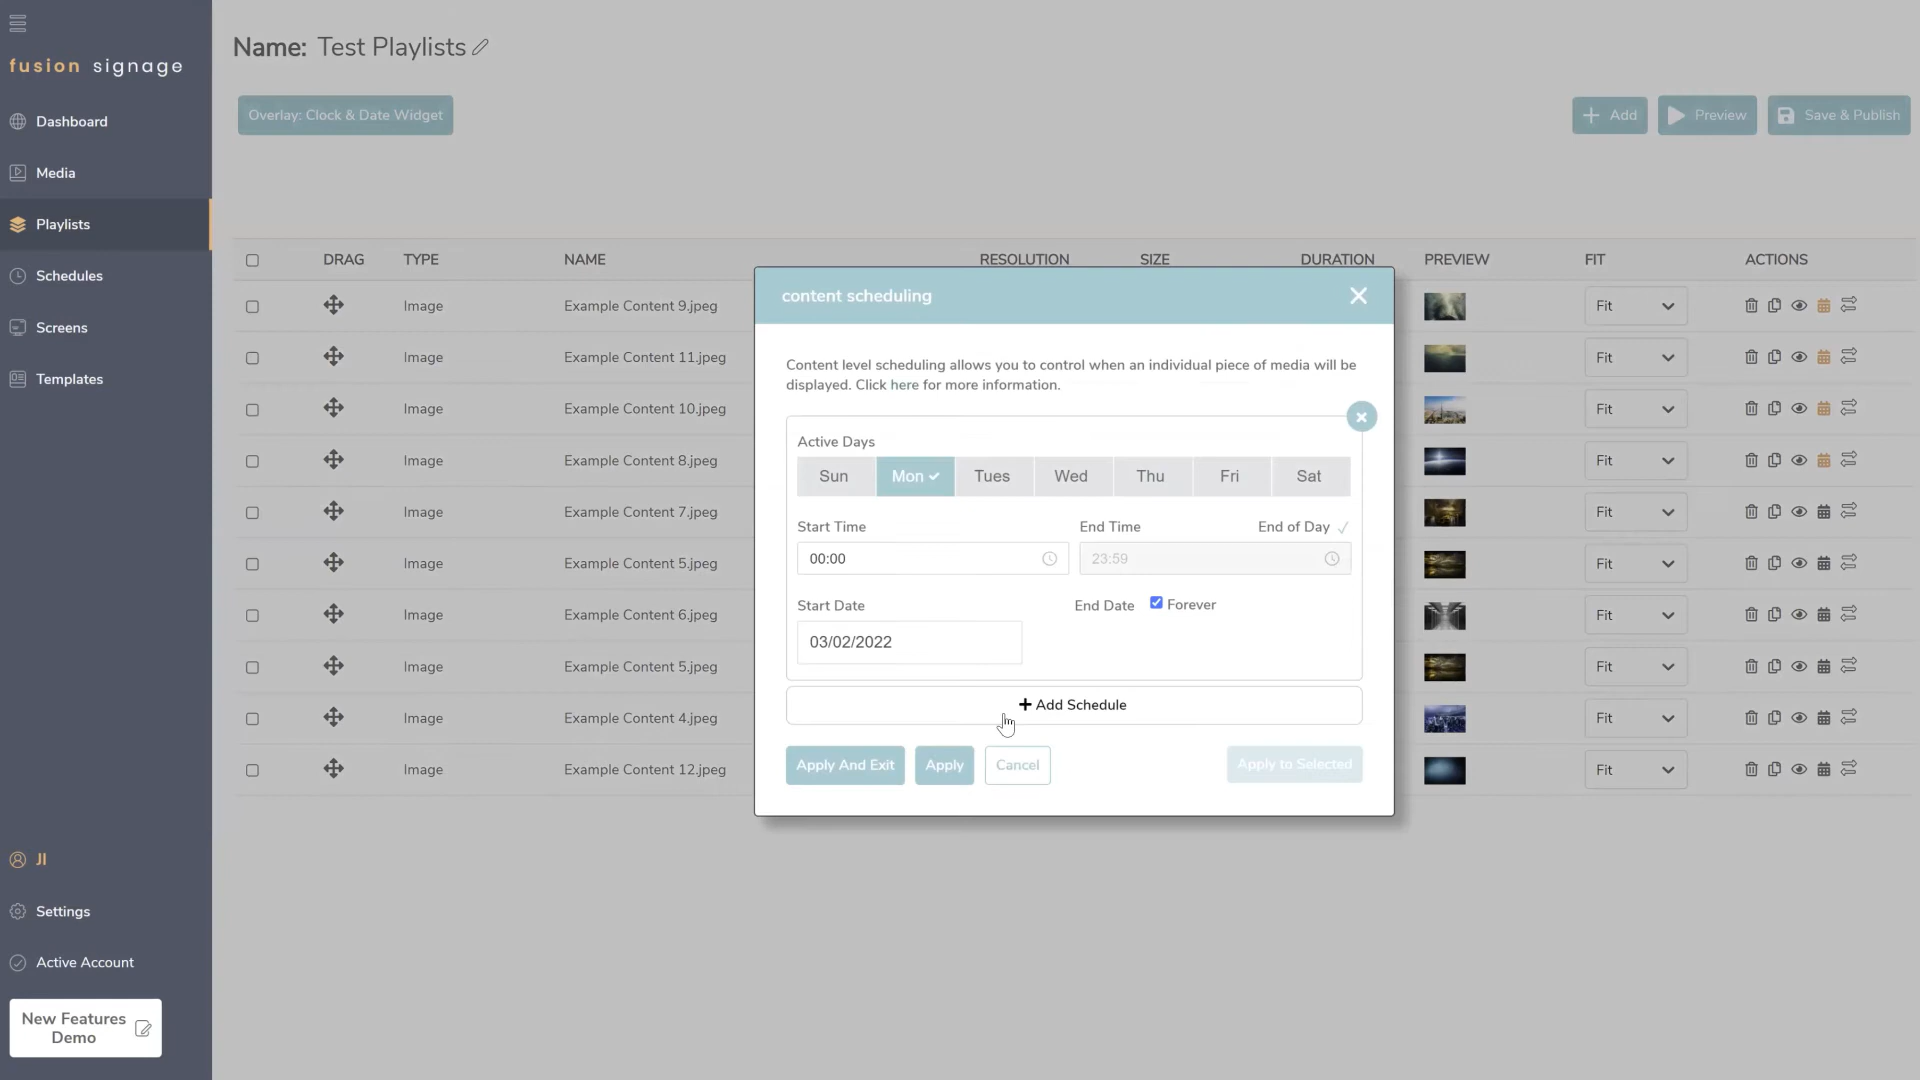 Name: Test Playlists
fusion signage
Dashboard
Media
Playlists
Schedules
Screens
Templates
JI
Settings
Active Account
New Features
Demo
Overlay: Clock & Date Widget
Add
Preview
Save & Publish
DRAG TYPE NAME RESOLUTION SIZE DURATION PREVIEW FIT ACTIONS
Image Example Content 9.jpeg Fit
Image Example Content 11.jpeg Fit
Image Example Content 10.jpeg Fit
Image Example Content 8.jpeg Fit
Image Example Content 7.jpeg Fit
Image Example Content 5.jpeg Fit
Image Example Content 6.jpeg Fit
Image Example Content 5.jpeg Fit
Image Example Content 4.jpeg Fit
Image Example Content 12.jpeg Fit
content scheduling
Content level scheduling allows you to control when an individual piece of media will be
displayed. Click here for more information.
Active Days
Sun Mon Tues Wed Thu Fri Sat
Start Time End Time End of Day
00:00 23:59
Start Date End Date Forever
03/02/2022
Add Schedule
Apply And Exit Apply Cancel Apply to Selected